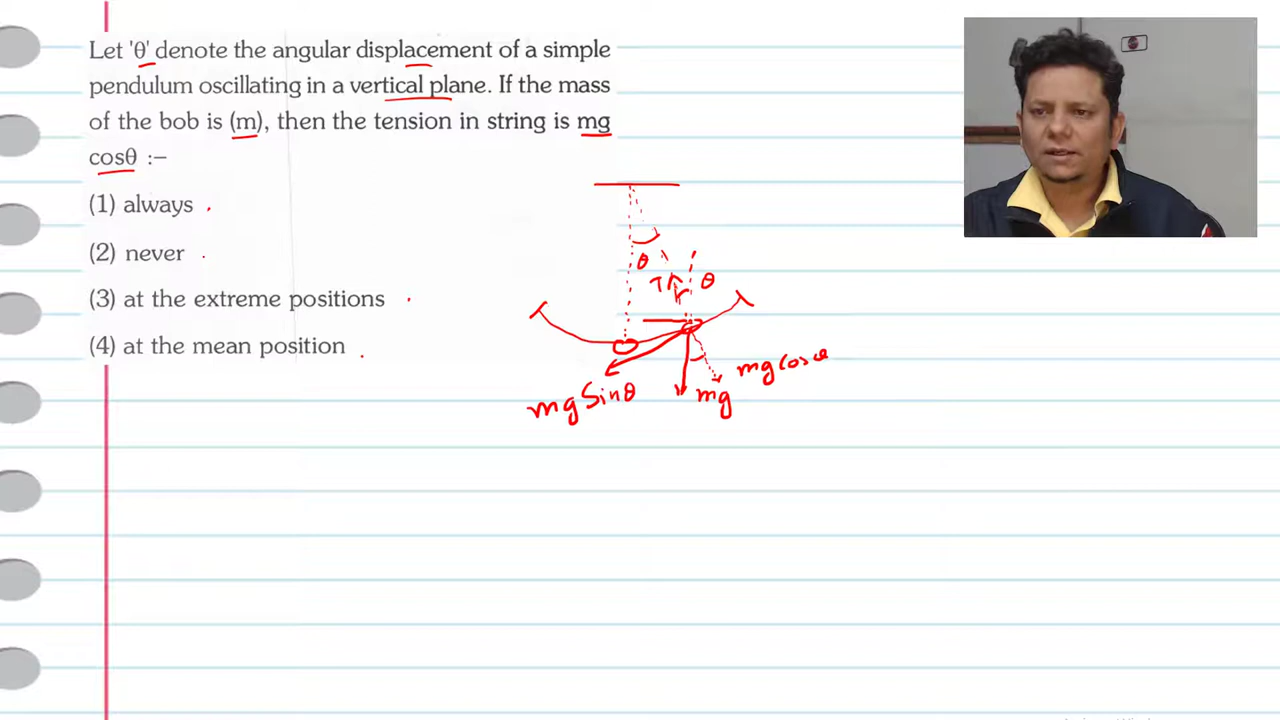 Let 'θ' denote the angular displacement of a simple
pendulum oscillating in a vertical plane. If the mass
of the bob is (m), then the tension in string is mg
cosθ :–
(1) always
(2) never
(3) at the extreme positions
(4) at the mean position
θ
T
θ
mg cosθ
mg Sinθ
mg